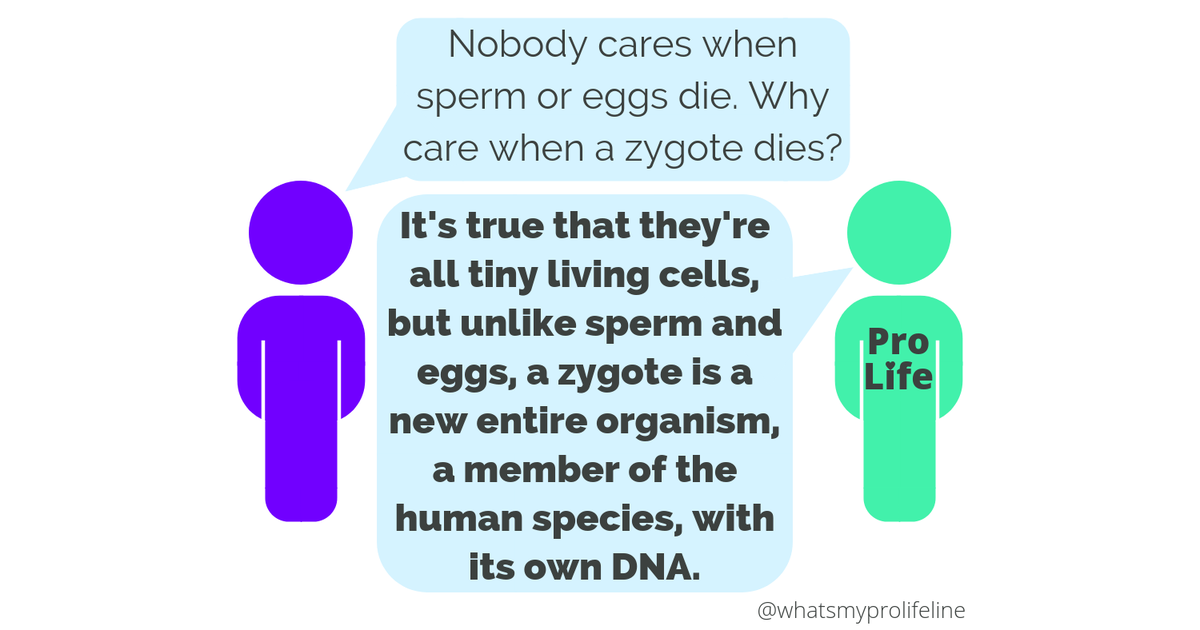 Nobody cares when
sperm or eggs die. Why
care when a zygote dies?
It's true that they're
all tiny living cells,
but unlike sperm and
eggs, a zygote is a
new entire organism,
a member of the
human species, with
its own DNA.
Pro
Life
@whatsmyprolifeline